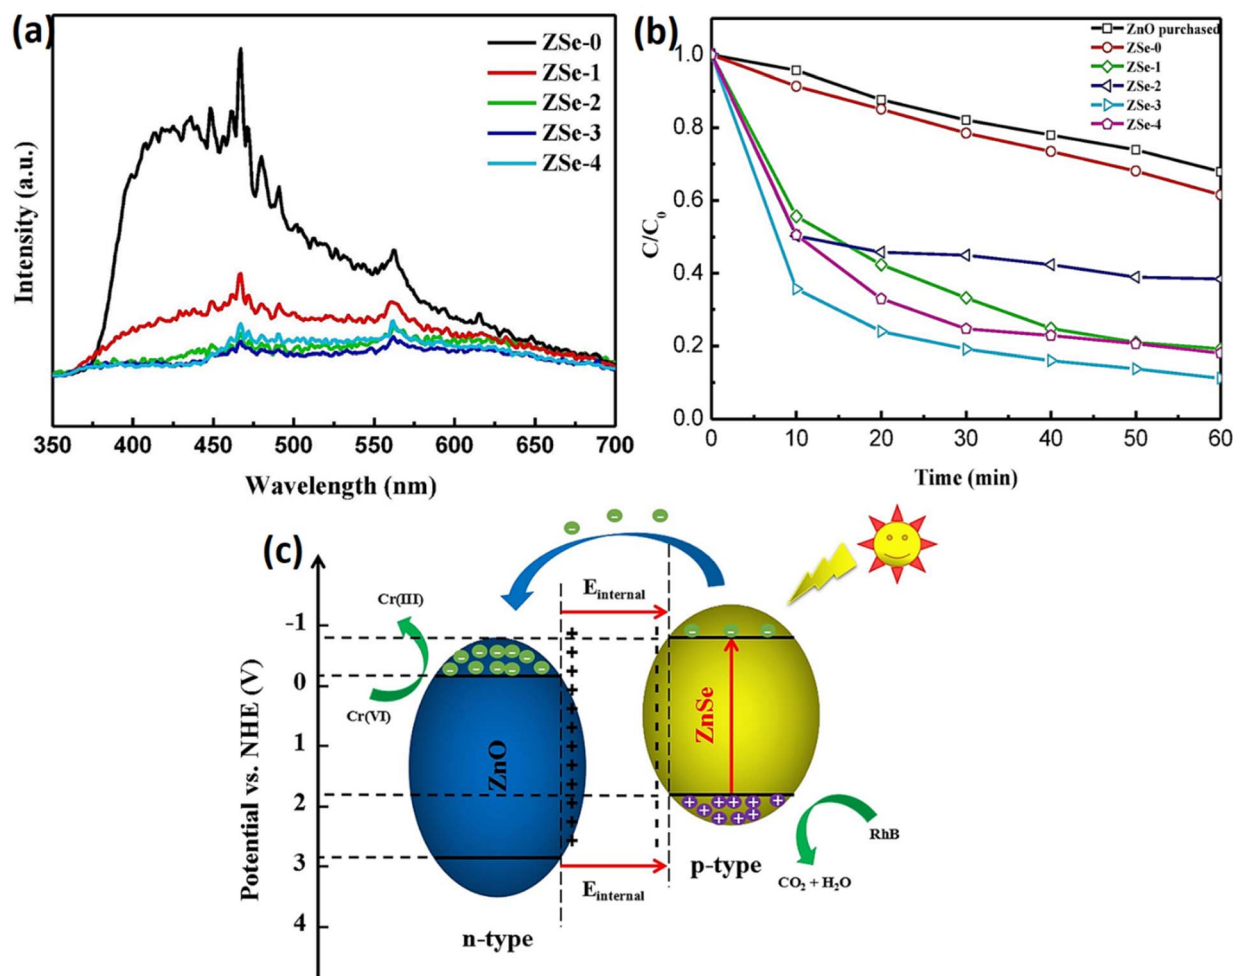 (a)
ZSe-0
ZSe-1
ZSe-2
ZSe-3
ZSe-4
Intensity (a.u.)
350 400 450 500 550 600 650 700
Wavelength (nm)
(b)
ZnO purchased
ZSe-0
ZSe-1
ZSe-2
ZSe-3
ZSe-4
1.0
0.8
0.6
0.4
0.2
0.0
C/C0
0 10 20 30 40 50 60
Time (min)
(c)
Potential vs. NHE (V)
-1
0
1
2
3
4
Cr(III)
Cr(VI)
ZnO
n-type
Einternal
Einternal
ZnSe
p-type
RhB
CO2 + H2O